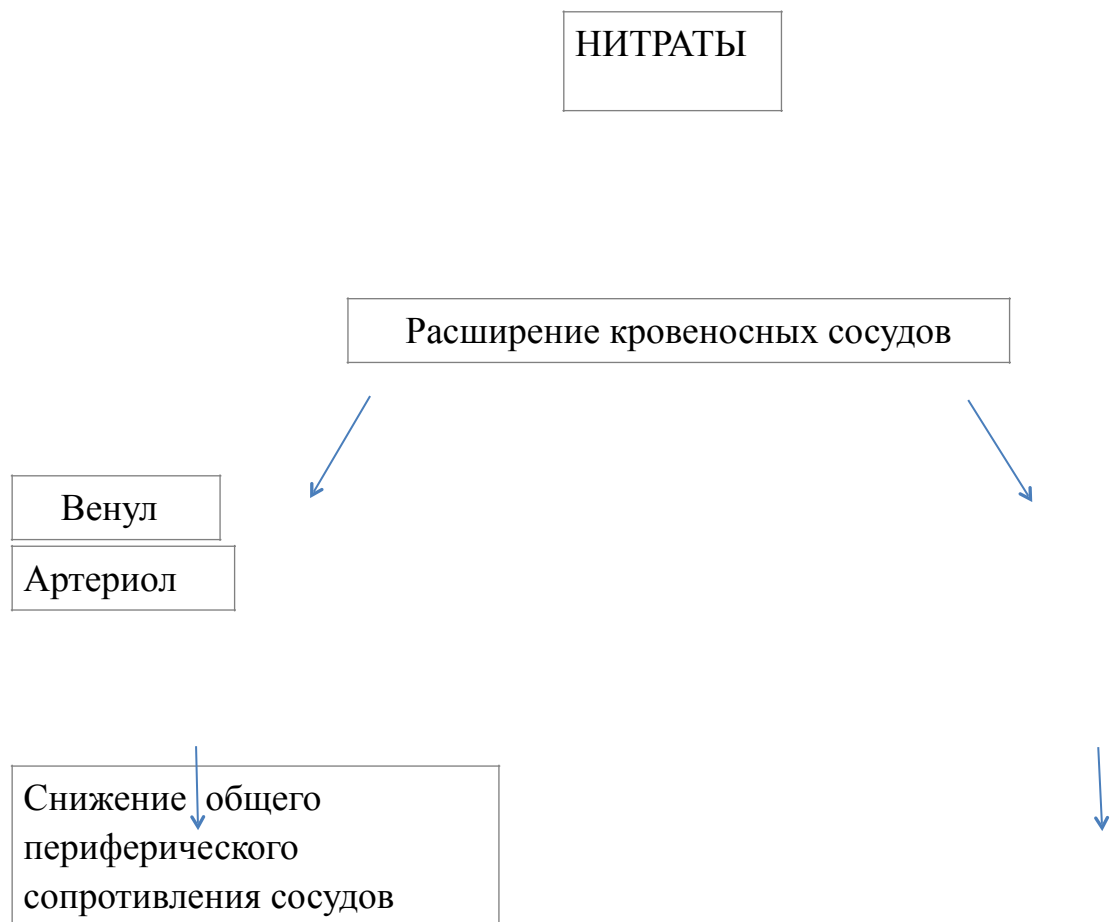 НИТРАТЫ
Расширение кровеносных сосудов
Венул
Артериол
Снижение общего
периферического
сопротивления сосудов